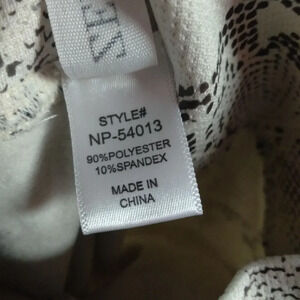 STYLE#
NP-54013
90%POLYESTER
10%SPANDEX
MADE IN
CHINA